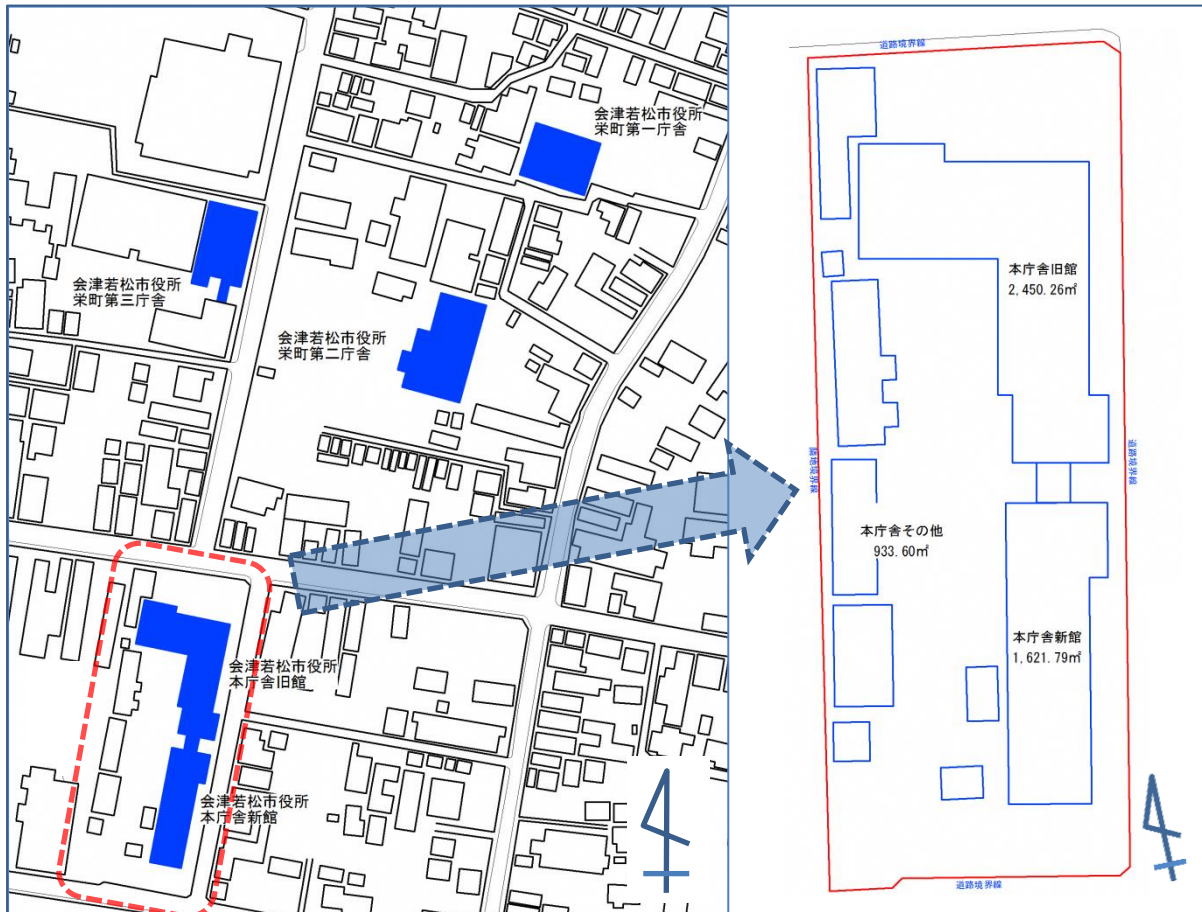 会津若松市役所
栄町第一庁舎
会津若松市役所
栄町第三庁舎
会津若松市役所
栄町第二庁舎
会津若松市役所
本庁舎旧館
会津若松市役所
本庁舎新館
道路境界線
本庁舎旧館
2,450.26㎡
隣地境界線
道路境界線
本庁舎その他
933.60㎡
本庁舎新館
1,621.79㎡
道路境界線